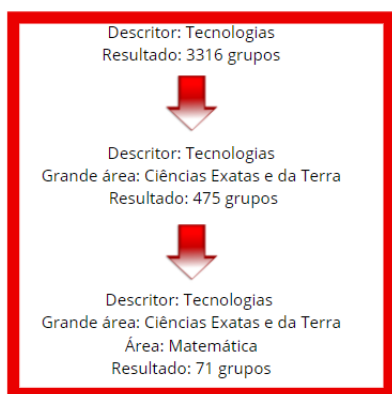 Descritor: Tecnologias
Resultado: 3316 grupos
Descritor: Tecnologias
Grande área: Ciências Exatas e da Terra
Resultado: 475 grupos
Descritor: Tecnologias
Grande área: Ciências Exatas e da Terra
Área: Matemática
Resultado: 71 grupos